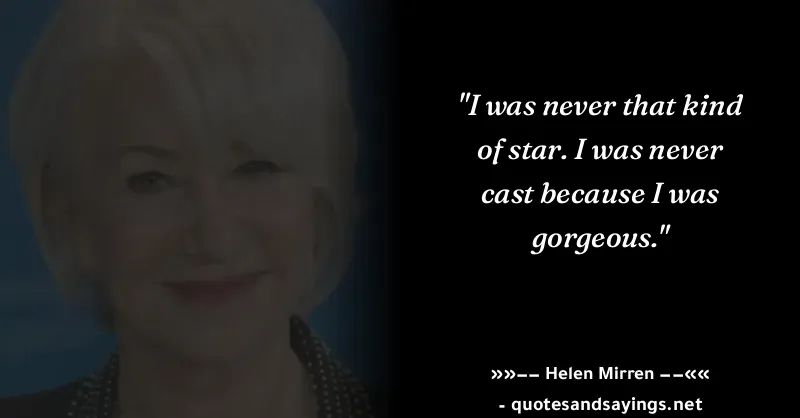 "I was never that kind
of star. I was never
cast because I was
gorgeous."
»»−− Helen Mirren −−««
- quotesandsayings.net